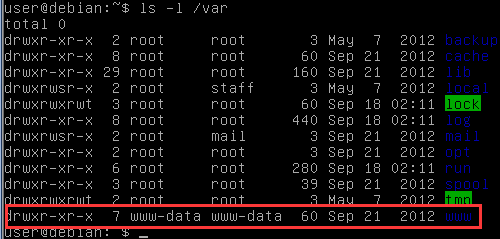 user@debian:~$ ls -l /var
total 0
drwxr-xr-x 2 root root 3 May 7 2012 backup
drwxr-xr-x 8 root root 60 Sep 21 2012 cache
drwxr-xr-x 29 root root 160 Sep 21 2012 lib
drwxrwsr-x 2 root staff 3 May 7 2012 local
drwxrwxrwt 3 root root 60 Sep 18 02:11 lock
drwxr-xr-x 8 root root 440 Sep 18 02:11 log
drwxrwsr-x 2 root mail 3 Sep 21 2012 mail
drwxr-xr-x 2 root root 3 Sep 21 2012 opt
drwxr-xr-x 6 root root 280 Sep 18 02:11 run
drwxr-xr-x 3 root root 39 Sep 21 2012 spool
drwxrwxrwt 2 root root 3 May 7 2012 tmp
drwxr-xr-x 7 www-data www-data 60 Sep 21 2012 www
user@debian: $ _